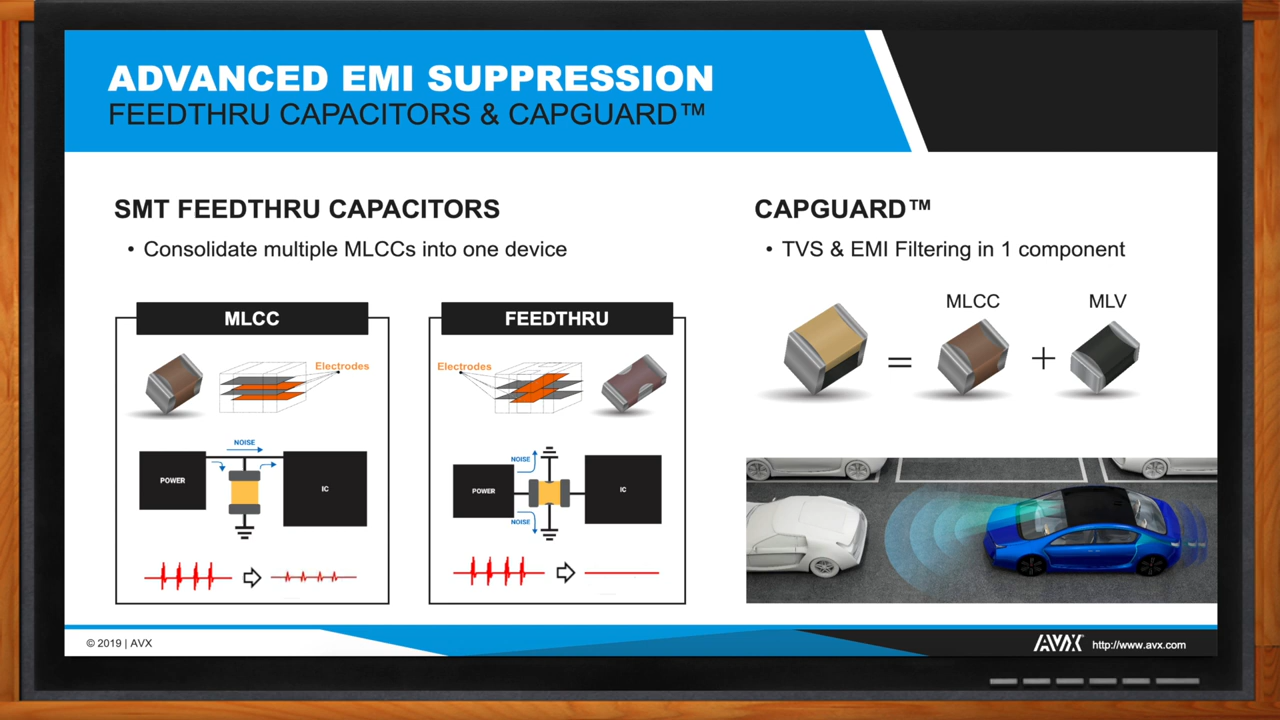 ADVANCED EMI SUPPRESSION
FEEDTHRU CAPACITORS & CAPGUARD™
SMT FEEDTHRU CAPACITORS
• Consolidate multiple MLCCs into one device
MLCC
Electrodes
NOISE
POWER
IC
FEEDTHRU
Electrodes
NOISE
POWER
IC
NOISE
CAPGUARD™
• TVS & EMI Filtering in 1 component
MLCC
MLV
=
+
© 2019 | AVX
AVX
http://www.avx.com